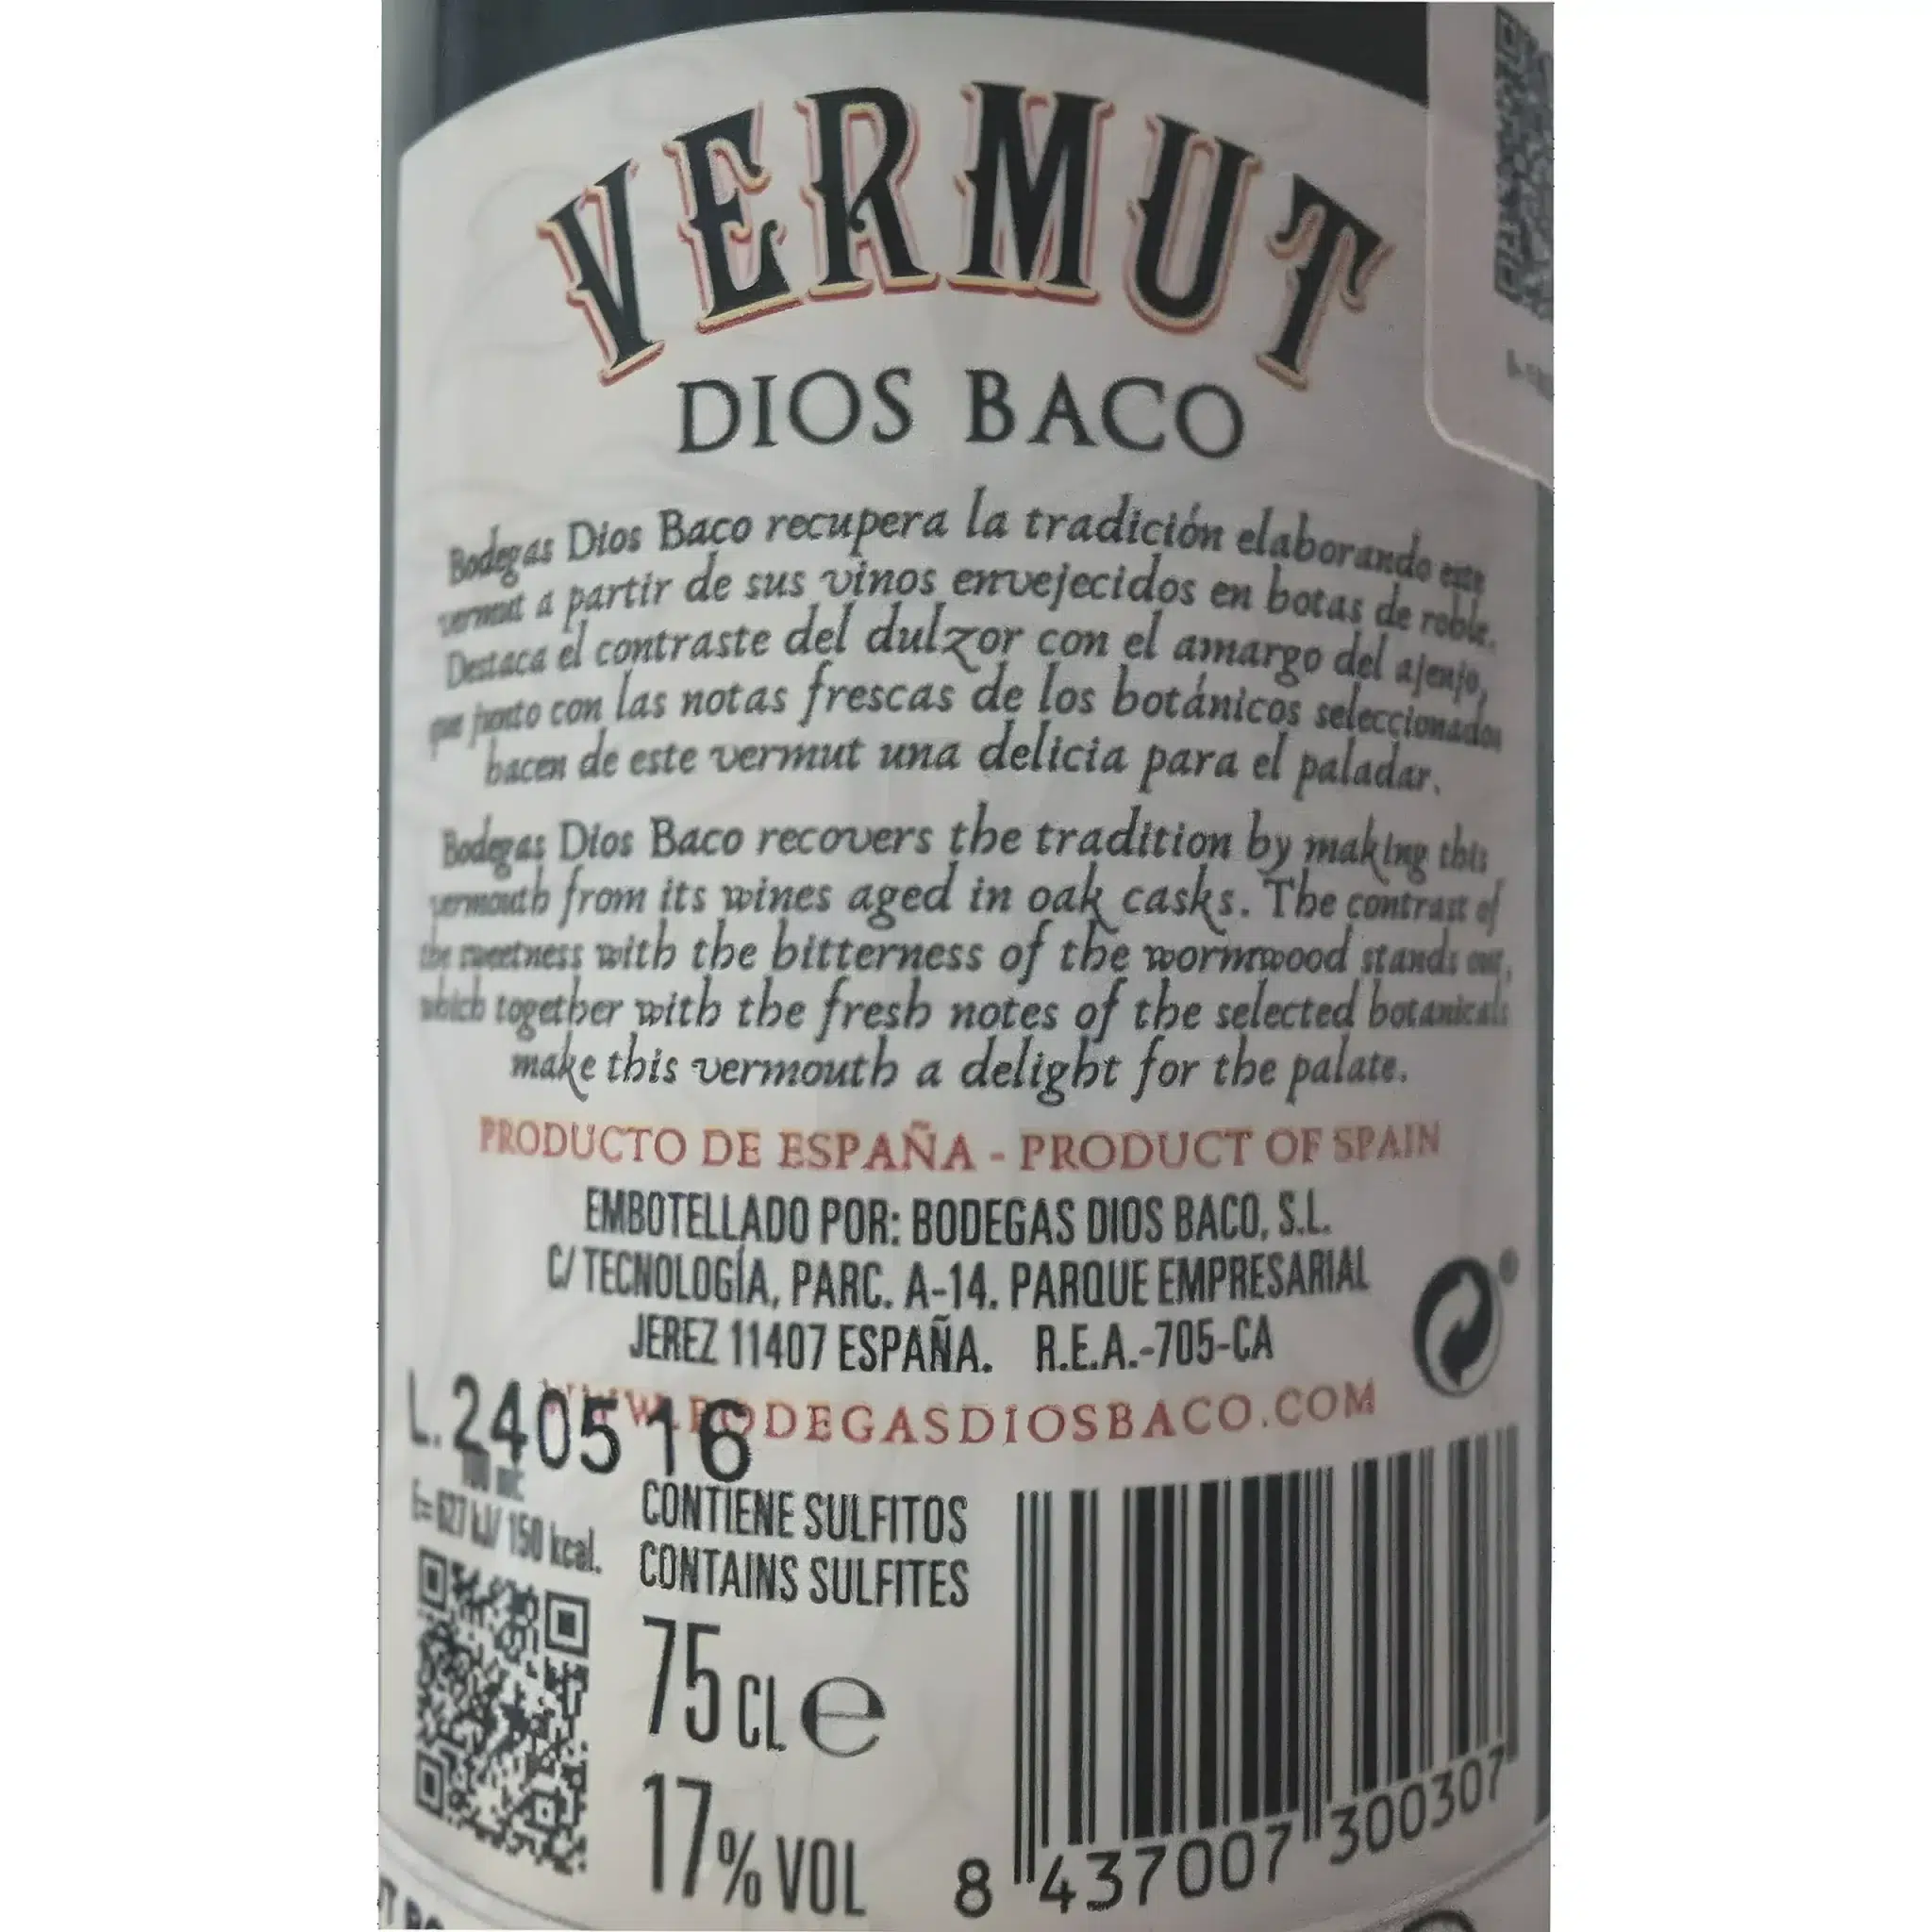 VERMUT
DIOS BACO
Bodegas Dios Baco recupera la tradición elaborando este
vermut a partir de sus vinos envejecidos en botas de roble.
Destaca el contraste del dulzor con el amargo del ajenjo,
que junto con las notas frescas de los botánicos seleccionados
hacen de este vermut una delicia para el paladar.
Bodegas Dios Baco recovers the tradition by making this
vermouth from its wines aged in oak casks. The contrast of
the sweetness with the bitterness of the wormwood stands out,
which together with the fresh notes of the selected botanicals
make this vermouth a delight for the palate.
PRODUCTO DE ESPAÑA - PRODUCT OF SPAIN
EMBOTELLADO POR: BODEGAS DIOS BACO, S.L.
C/ TECNOLOGÍA, PARC. A-14. PARQUE EMPRESARIAL
JEREZ 11407 ESPAÑA. R.E.A.-705-CA
WWW.BODEGASDIOSBACO.COM
L.240516
100 ml:
E=627 kJ/ 150 kcal.
CONTIENE SULFITOS
CONTAINS SULFITES
75 CL e
17% VOL
8 437007 300307